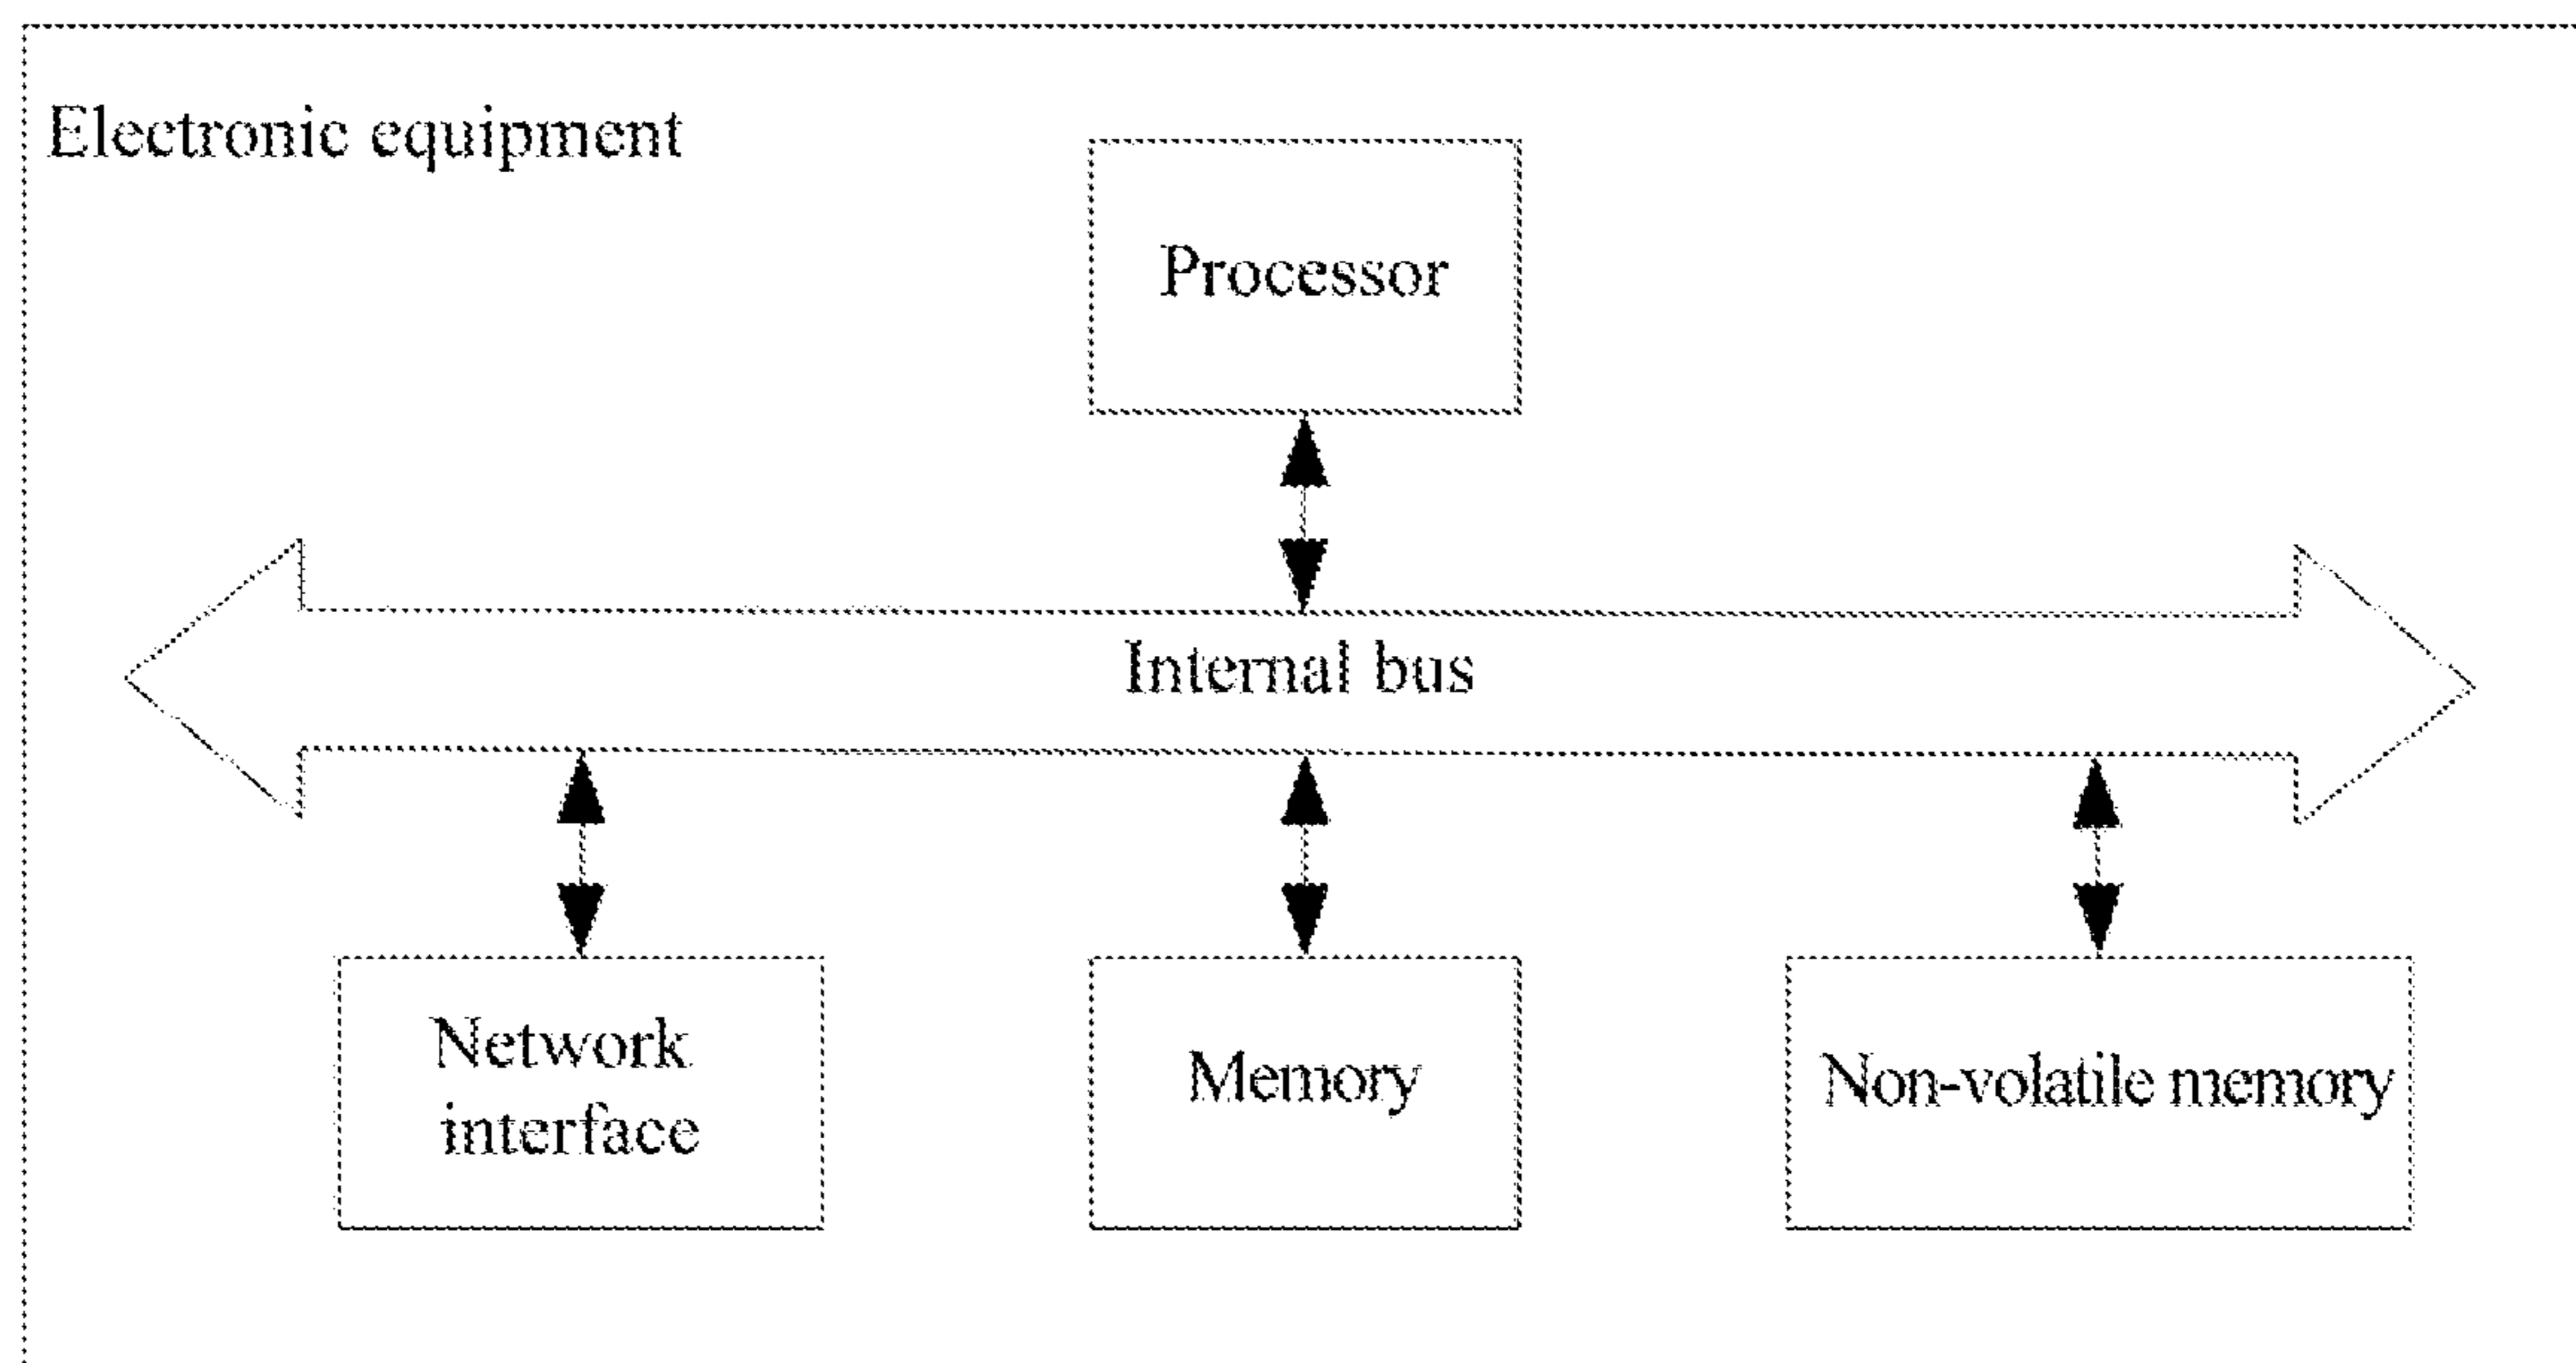 Electronic equipment
Processor
Internal bus
Network
interface
Memory
Non-volatile memory